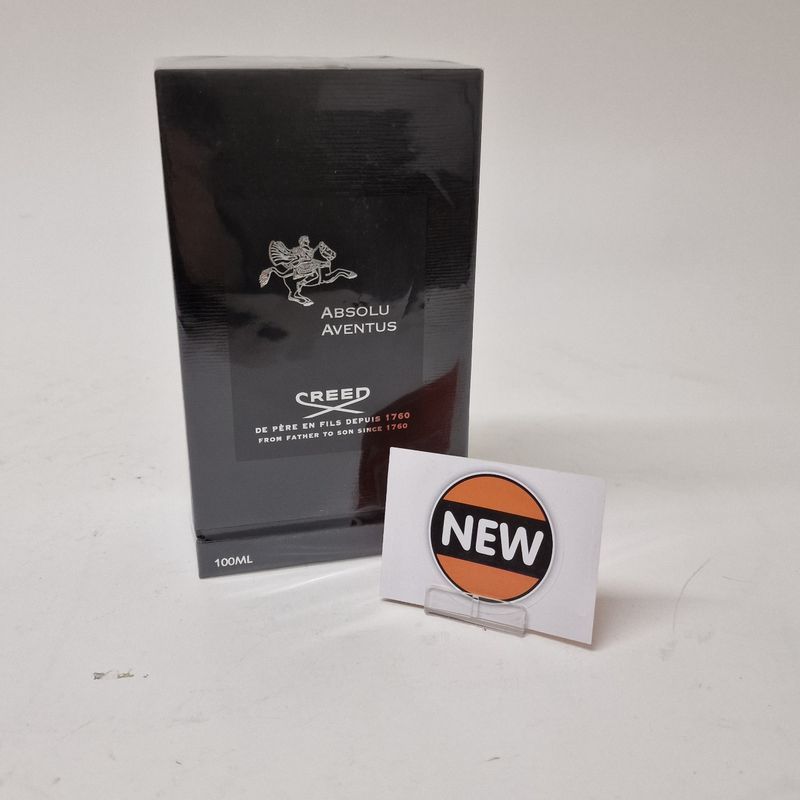 ABSOLU
AVENTUS
CREED
DE PÈRE EN FILS DEPUIS 1760
FROM FATHER TO SON SINCE 1760
100ML
NEW